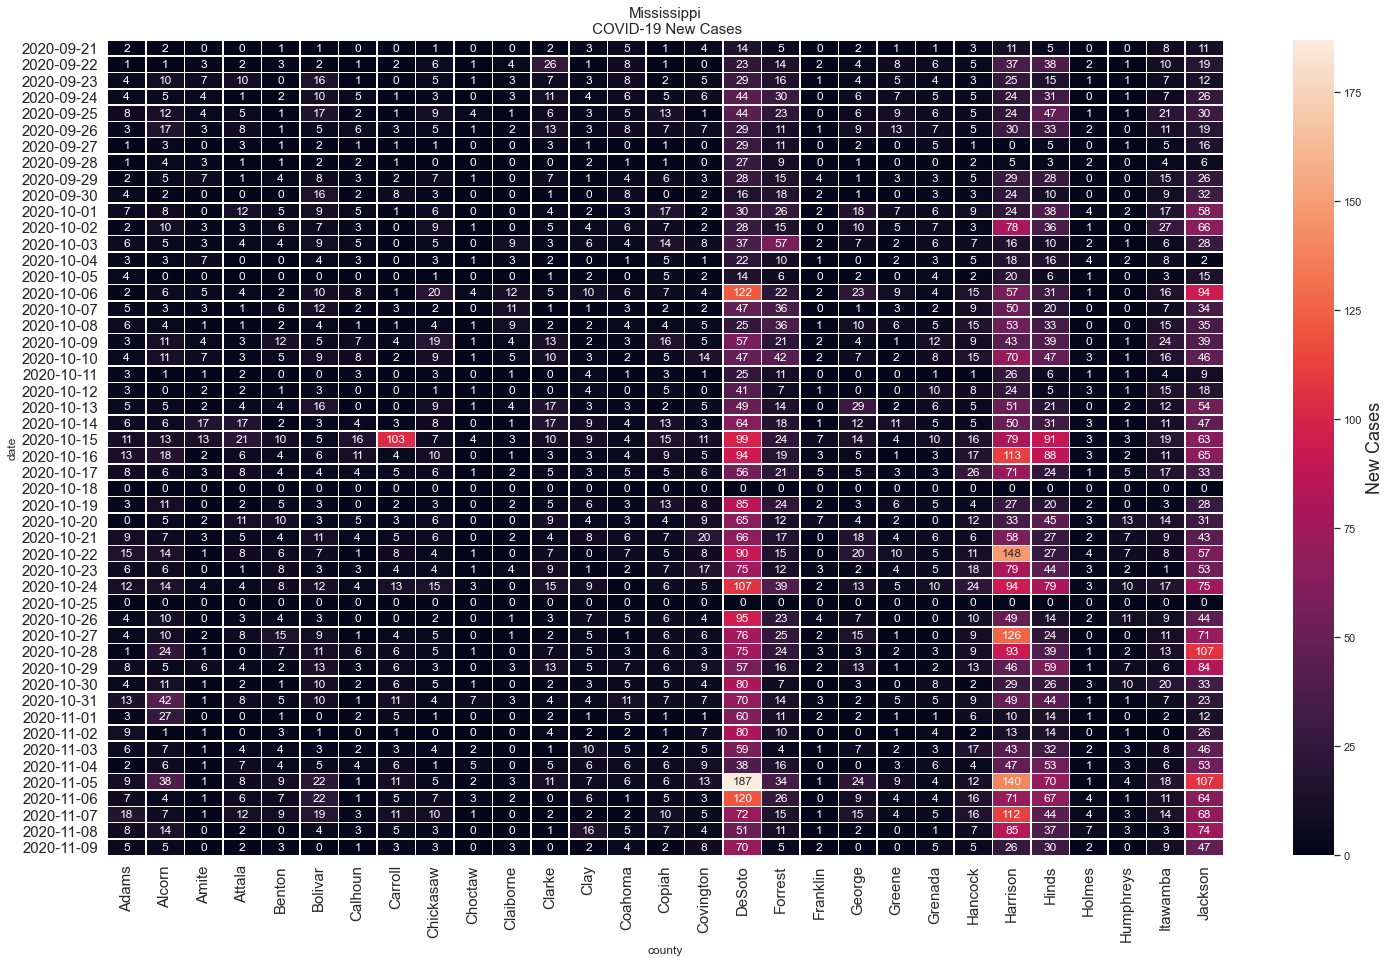 Mississippi
COVID-19 New Cases
2020-09-21 2 2 0 0 1 1 0 0 1 0 0 2 3 5 1 4 14 5 0 2 1 1 3 11 5 0 0 8 11
2020-09-22 1 1 3 2 3 2 1 2 6 1 4 26 1 8 1 0 23 14 2 4 8 6 5 37 38 2 1 10 19
2020-09-23 4 10 7 10 0 16 1 0 5 1 3 7 3 8 2 5 29 16 1 4 5 4 3 25 15 1 1 7 12
2020-09-24 4 5 4 1 2 10 5 1 3 0 3 11 4 6 5 6 44 30 0 6 7 5 5 24 31 0 1 7 26
2020-09-25 8 12 4 5 1 17 2 1 9 4 1 6 3 5 13 1 44 23 0 6 9 6 5 24 47 1 1 21 30
2020-09-26 3 17 3 8 1 5 6 3 5 1 2 13 3 8 7 7 29 11 1 9 13 7 5 30 33 2 0 11 19
2020-09-27 1 3 0 3 1 2 1 1 1 0 0 3 1 0 1 0 29 11 0 2 0 5 1 0 5 0 1 5 16
2020-09-28 1 4 3 1 1 2 2 1 0 0 0 0 2 1 1 0 27 9 0 1 0 0 2 5 3 2 0 4 6
2020-09-29 2 5 7 1 4 8 3 2 7 1 0 7 1 4 6 3 28 15 4 1 3 3 5 29 28 0 0 15 26
2020-09-30 4 2 0 0 0 16 2 8 3 0 0 1 0 8 0 2 16 18 2 1 0 3 3 24 10 0 0 9 32
2020-10-01 7 8 0 12 5 9 5 1 6 0 0 4 2 3 17 2 30 26 2 18 7 6 9 24 38 4 2 17 58
2020-10-02 2 10 3 3 6 7 3 0 9 1 0 5 4 6 7 2 28 15 0 10 5 7 3 78 36 1 0 27 66
2020-10-03 6 5 3 4 4 9 5 0 5 0 9 3 6 4 14 8 37 57 2 7 2 6 7 16 10 2 1 6 28
2020-10-04 3 3 7 0 0 4 3 0 3 1 3 2 0 1 5 1 22 10 1 0 2 3 5 18 16 4 2 8 2
2020-10-05 4 0 0 0 0 0 0 0 1 0 0 1 2 0 5 2 14 6 0 2 0 4 2 20 6 1 0 3 15
2020-10-06 2 6 5 4 2 10 8 1 20 4 12 5 10 6 7 4 122 22 2 23 9 4 15 57 31 1 0 16 94
2020-10-07 5 3 3 1 6 12 2 3 2 0 11 1 1 3 2 2 47 36 0 1 3 2 9 50 20 0 0 7 34
2020-10-08 6 4 1 1 2 4 1 1 4 1 9 2 2 4 4 5 25 36 1 10 6 5 15 53 33 0 0 15 35
2020-10-09 3 11 4 3 12 5 7 4 19 1 4 13 2 3 16 5 57 21 2 4 1 12 9 43 39 0 1 24 39
2020-10-10 4 11 7 3 5 9 8 2 9 1 5 10 3 2 5 14 47 42 2 7 2 8 15 70 47 3 1 16 46
2020-10-11 3 1 1 2 0 0 3 0 3 0 1 0 4 1 3 1 25 11 0 0 0 1 1 26 6 1 1 4 9
2020-10-12 3 0 2 2 1 3 0 0 1 1 0 0 4 0 5 0 41 7 1 0 0 10 4 24 5 3 1 15 18
2020-10-13 5 5 2 4 4 16 0 0 9 1 4 17 3 3 2 5 49 14 0 29 2 6 5 51 21 0 2 12 54
2020-10-14 6 6 17 17 2 3 4 3 8 0 1 17 9 4 13 3 64 18 1 12 11 5 5 50 31 3 1 11 47
2020-10-15 11 13 13 21 10 5 16 103 7 4 3 10 9 4 15 11 99 24 7 14 4 10 16 79 91 3 3 19 63
2020-10-16 13 18 2 6 4 6 11 4 10 0 1 3 3 4 9 5 94 19 3 5 1 3 17 113 88 3 2 11 65
2020-10-17 8 6 3 8 4 4 4 5 6 1 2 5 3 5 5 6 56 21 5 5 3 3 26 71 24 1 5 17 33
2020-10-18 0 0 0 0 0 0 0 0 0 0 0 0 0 0 0 0 0 0 0 0 0 0 0 0 0 0 0 0 0
2020-10-19 3 11 0 2 5 3 0 2 3 0 2 5 6 3 13 8 85 24 2 3 6 5 4 27 20 2 0 3 28
2020-10-20 0 5 2 11 10 3 5 3 6 0 0 9 4 3 4 9 65 12 7 4 2 0 12 33 45 3 13 14 31
2020-10-21 9 7 3 5 4 11 4 5 6 0 2 4 8 6 7 20 66 17 0 18 4 6 6 58 27 2 7 9 43
2020-10-22 15 14 1 8 6 7 1 8 4 1 0 7 0 7 5 8 90 15 0 20 10 5 11 148 27 4 7 8 57
2020-10-23 6 6 0 1 8 3 3 4 4 1 4 9 1 2 7 17 75 12 3 2 4 5 18 79 44 3 2 1 53
2020-10-24 12 14 4 4 8 12 4 13 15 3 0 15 9 0 6 5 107 39 2 13 5 10 24 94 79 3 10 17 75
2020-10-25 0 0 0 0 0 0 0 0 0 0 0 0 0 0 0 0 0 0 0 0 0 0 0 0 0 0 0 0 0
2020-10-26 4 10 0 3 4 3 0 0 2 0 1 3 7 5 6 4 95 23 4 7 0 0 10 49 14 2 11 9 44
2020-10-27 4 10 2 8 15 9 1 4 5 0 1 2 5 1 6 6 76 25 2 15 1 0 9 126 24 0 0 11 71
2020-10-28 1 24 1 0 7 11 6 6 5 1 0 7 5 3 6 3 75 24 3 3 2 3 9 93 39 1 2 13 107
2020-10-29 8 5 6 4 2 13 3 6 3 0 3 13 5 7 6 9 57 16 2 13 1 2 13 46 59 1 7 6 84
2020-10-30 4 11 1 2 1 10 2 6 5 1 0 2 3 5 5 4 80 7 0 3 0 8 2 29 26 3 10 20 33
2020-10-31 13 42 1 8 5 10 1 11 4 7 3 4 4 11 7 7 70 14 3 2 5 5 9 49 44 1 1 7 23
2020-11-01 3 27 0 0 1 0 2 5 1 0 0 2 1 5 1 1 60 11 2 2 1 1 6 10 14 1 0 2 12
2020-11-02 9 1 1 0 3 1 0 0 0 0 0 4 2 2 1 7 80 10 0 0 1 4 2 13 14 0 1 0 26
2020-11-03 6 7 1 4 4 3 2 3 4 2 0 1 10 5 2 5 59 4 1 7 2 3 17 43 32 2 3 8 46
2020-11-04 2 6 1 7 4 5 4 6 1 5 0 5 6 6 6 9 38 16 0 0 3 6 4 47 53 1 3 6 53
2020-11-05 9 38 1 8 9 22 1 11 5 2 3 11 7 6 6 13 187 34 1 24 9 4 12 140 70 1 4 18 107
2020-11-06 7 4 1 6 7 22 1 5 7 3 2 0 6 1 5 3 120 26 0 9 4 4 16 71 67 4 1 11 64
2020-11-07 18 7 1 12 9 19 3 11 10 1 0 2 2 2 10 5 72 15 1 15 4 5 16 112 44 4 3 14 68
2020-11-08 8 14 0 2 0 4 3 5 3 0 0 1 16 5 7 4 51 11 1 2 0 1 7 85 37 7 3 3 74
2020-11-09 5 5 0 2 3 0 1 3 3 0 3 0 2 4 2 8 70 5 2 0 0 5 5 26 30 2 0 9 47
date
Adams Alcorn Amite Attala Benton Bolivar Calhoun Carroll Chickasaw Choctaw Claiborne Clarke Clay Coahoma Copiah Covington DeSoto Forrest Franklin George Greene Grenada Hancock Harrison Hinds Holmes Humphreys Itawamba Jackson
county
175
150
125
100
75
50
25
0
New Cases